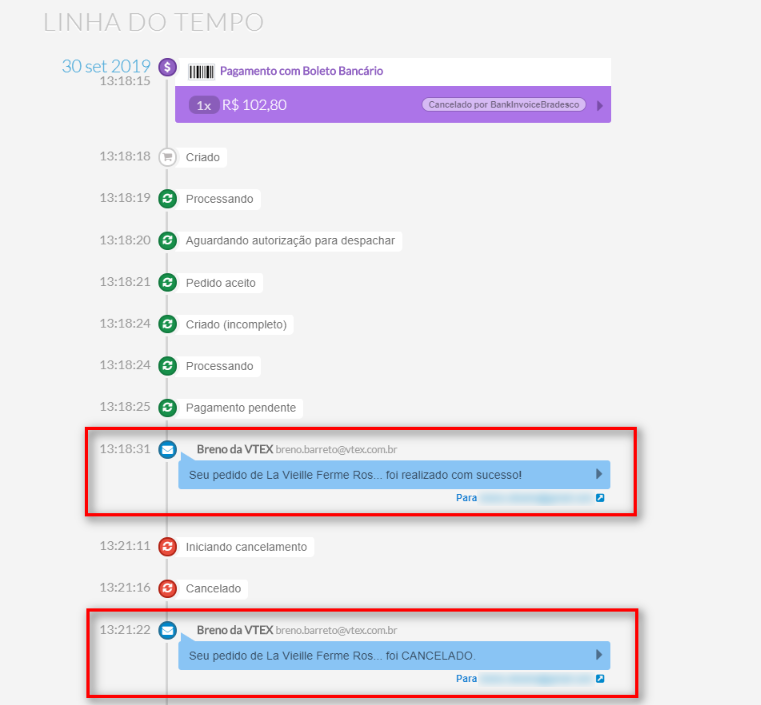 LINHA DO TEMPO
30 set 2019
13:18:15
Pagamento com Boleto Bancário
1x R$ 102,80 Cancelado por BankInvoiceBradesco
13:18:18 Criado
13:18:19 Processando
13:18:20 Aguardando autorização para despachar
13:18:21 Pedido aceito
13:18:24 Criado (incompleto)
13:18:24 Processando
13:18:25 Pagamento pendente
13:18:31 Breno da VTEX breno.barreto@vtex.com.br
Seu pedido de La Vieille Ferme Ros... foi realizado com sucesso!
Para
13:21:11 Iniciando cancelamento
13:21:16 Cancelado
13:21:22 Breno da VTEX breno.barreto@vtex.com.br
Seu pedido de La Vieille Ferme Ros... foi CANCELADO.
Para